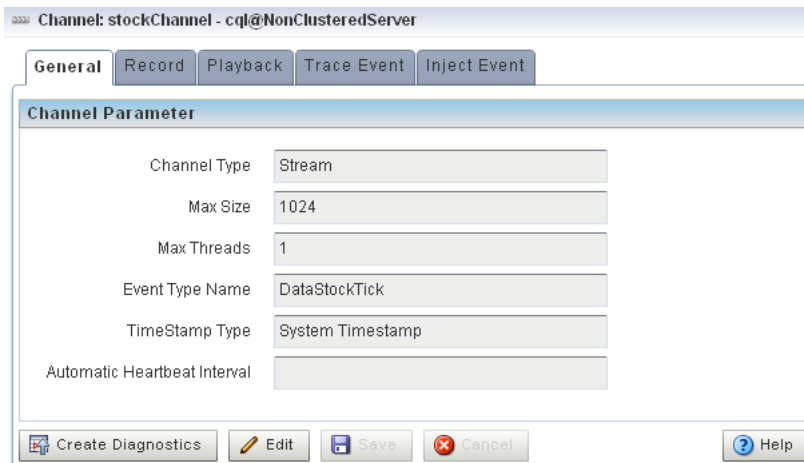 Channel: stockChannel - cql@NonClusteredServer
General Record Playback Trace Event Inject Event
Channel Parameter
Channel Type Stream
Max Size 1024
Max Threads 1
Event Type Name DataStockTick
TimeStamp Type System Timestamp
Automatic Heartbeat Interval
Create Diagnostics Edit Save Cancel Help